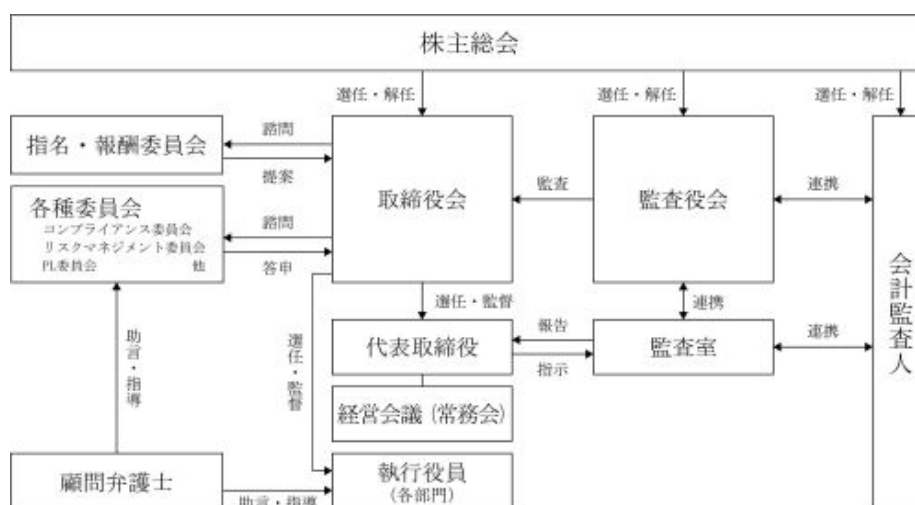 株主総会
選任・解任
選任・解任
選任・解任
指名・報酬委員会
諮問
提案
取締役会
監査
監査役会
連携
各種委員会
コンプライアンス委員会
リスクマネジメント委員会
PL委員会 他
諮問
答申
会計監査人
選任・監督
連携
助言・指導
選任・監督
代表取締役
報告
指示
監査室
連携
経営会議(常務会)
顧問弁護士
助言・指導
執行役員
(各部門)